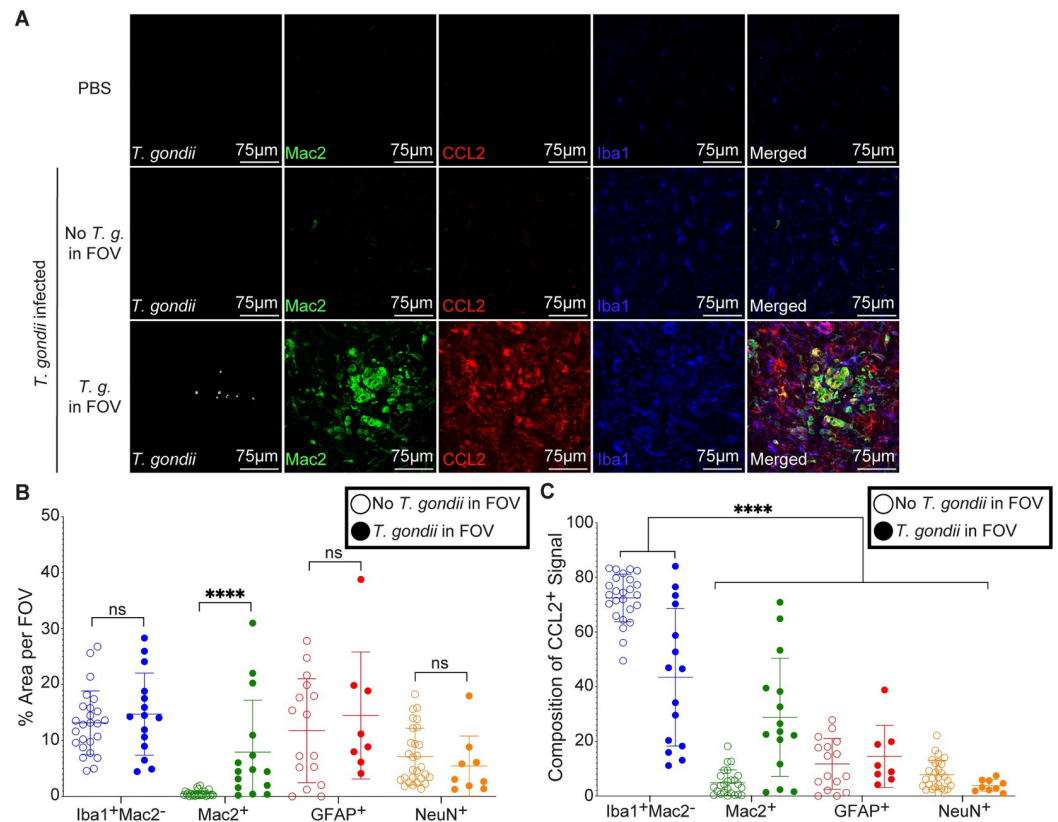 A
PBS
T. gondii 75μm
Mac2 75μm
CCL2 75μm
Iba1 75μm
Merged 75μm
T. gondii infected
No T. g.
in FOV
T. gondii 75μm
Mac2 75μm
CCL2 75μm
Iba1 75μm
Merged 75μm
T. g.
in FOV
T. gondii 75μm
Mac2 75μm
CCL2 75μm
Iba1 75μm
Merged 75μm
B
No T. gondii in FOV
T. gondii in FOV
% Area per FOV
50
40
30
20
10
0
ns
****
ns
ns
Iba1⁺Mac2⁻
Mac2⁺
GFAP⁺
NeuN⁺
C
No T. gondii in FOV
T. gondii in FOV
Composition of CCL2⁺ Signal
100
80
60
40
20
0
****
Iba1⁺Mac2⁻
Mac2⁺
GFAP⁺
NeuN⁺